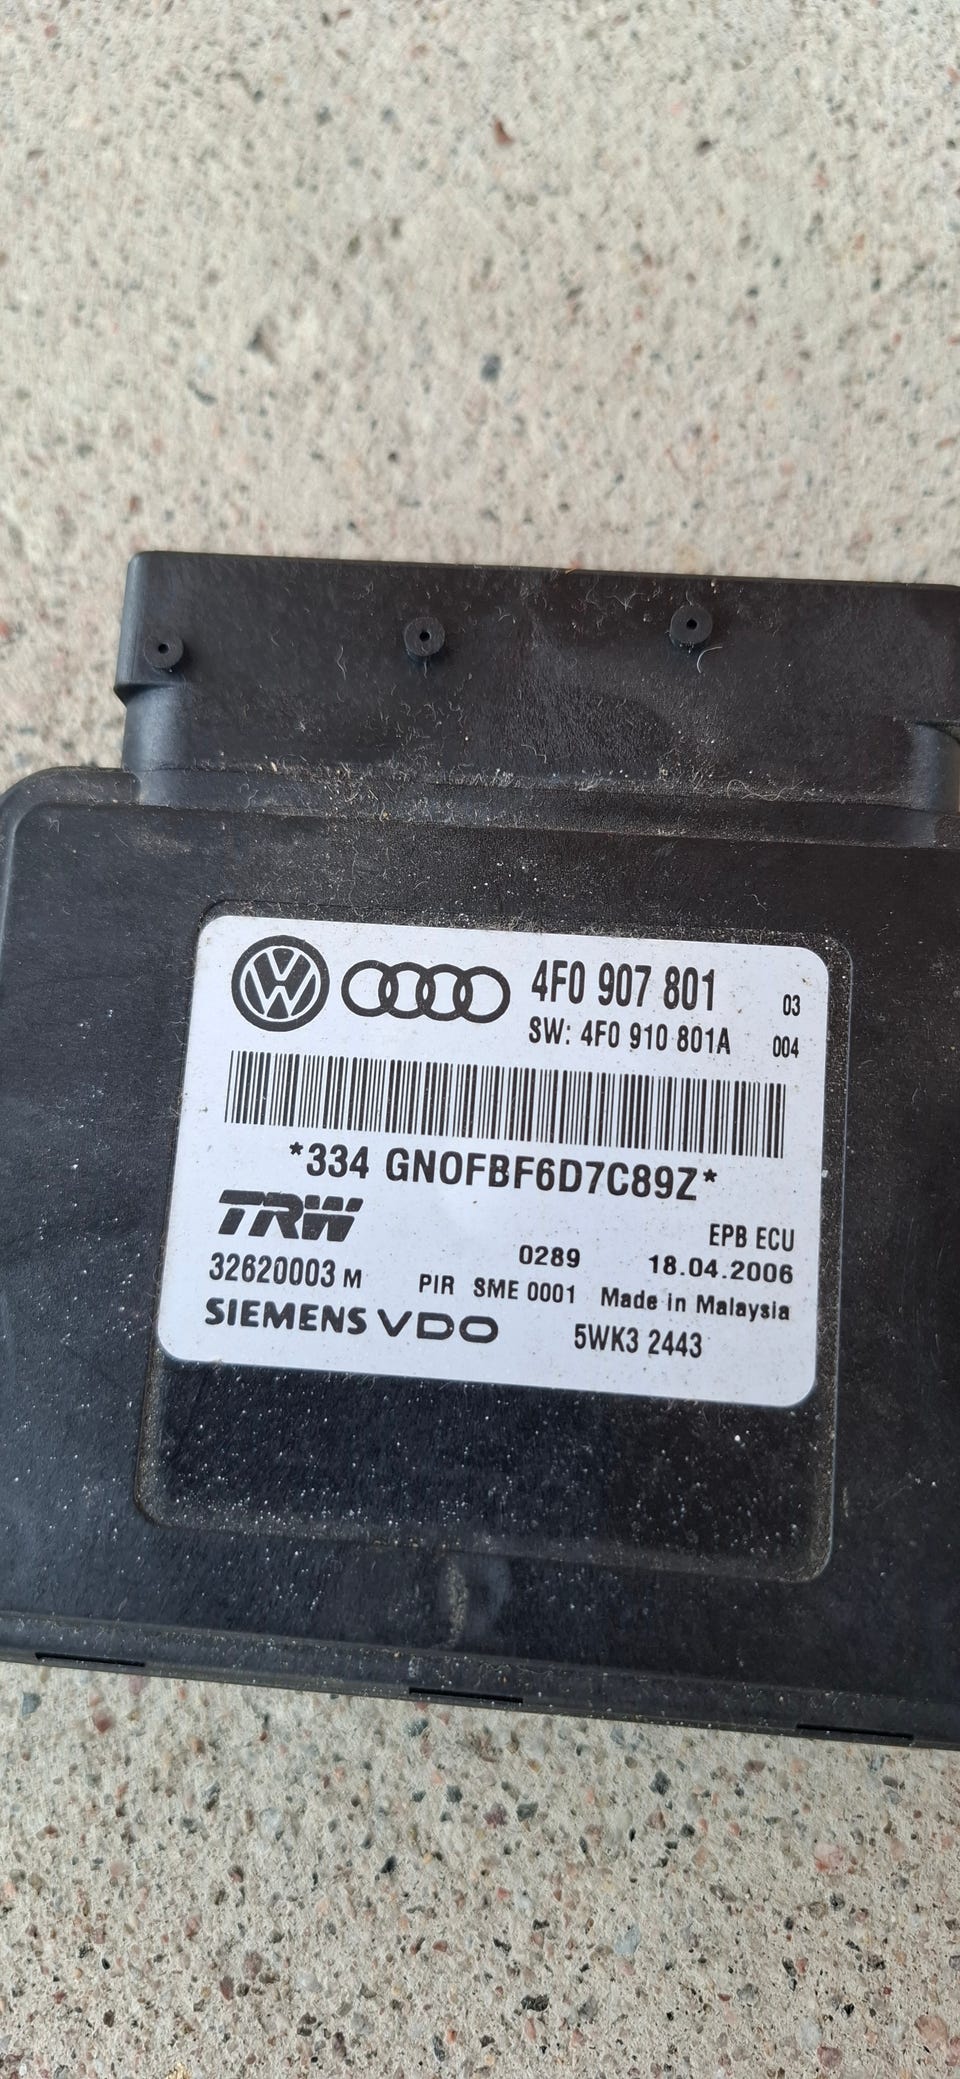 4F0 907 801 03
SW: 4F0 910 801A 004
*334 GNOFBF6D7C89Z*
TRW EPB ECU
0289 18.04.2006
32620003 M PIR SME 0001 Made in Malaysia
SIEMENS VDO 5WK3 2443